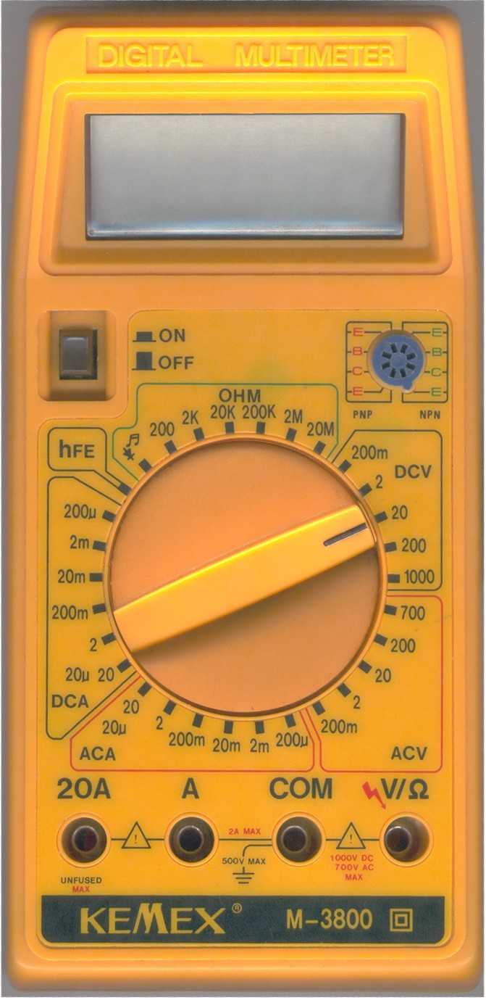 DIGITAL MULTIMETER
ON
OFF
E E
B B
C C
E E
PNP NPN
OHM
200 2K 20K 200K 2M 20M
hFE
DCV
200m
2
20
200
1000
200µ
2m
20m
200m
2
20µ 20
DCA
700
200
20
2
200m
ACV
20
20µ
2
200m
20m
2m
200µ
ACA
20A A COM V/Ω
! !
2A MAX
500V MAX
1000V DC
700V AC
MAX
UNFUSED
MAX
KEMEX® M-3800